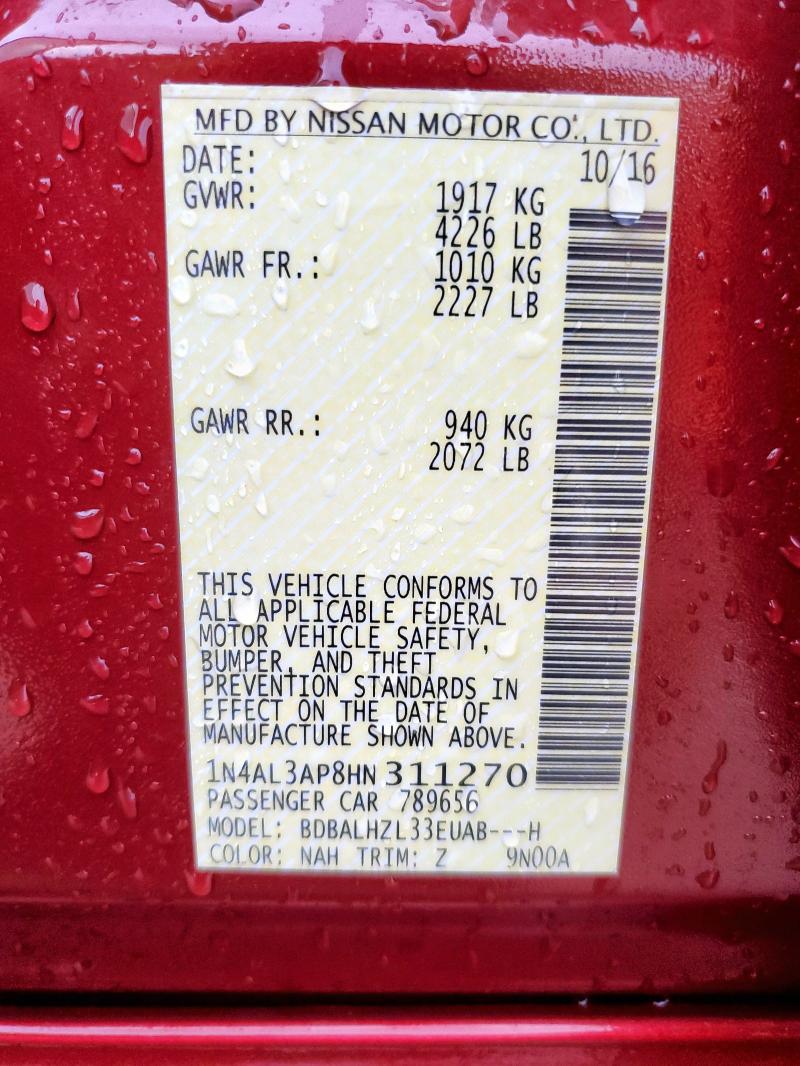 MFD BY NISSAN MOTOR CO., LTD.
DATE: 10/16
GVWR: 1917 KG
4226 LB
GAWR FR.: 1010 KG
2227 LB
GAWR RR.: 940 KG
2072 LB
THIS VEHICLE CONFORMS TO
ALL APPLICABLE FEDERAL
MOTOR VEHICLE SAFETY,
BUMPER, AND THEFT
PREVENTION STANDARDS IN
EFFECT ON THE DATE OF
MANUFACTURE SHOWN ABOVE.
1N4AL3AP8HN311270
PASSENGER CAR 789656
MODEL: BDBALHZL33EUAB---H
COLOR: NAH TRIM: Z 9N00A